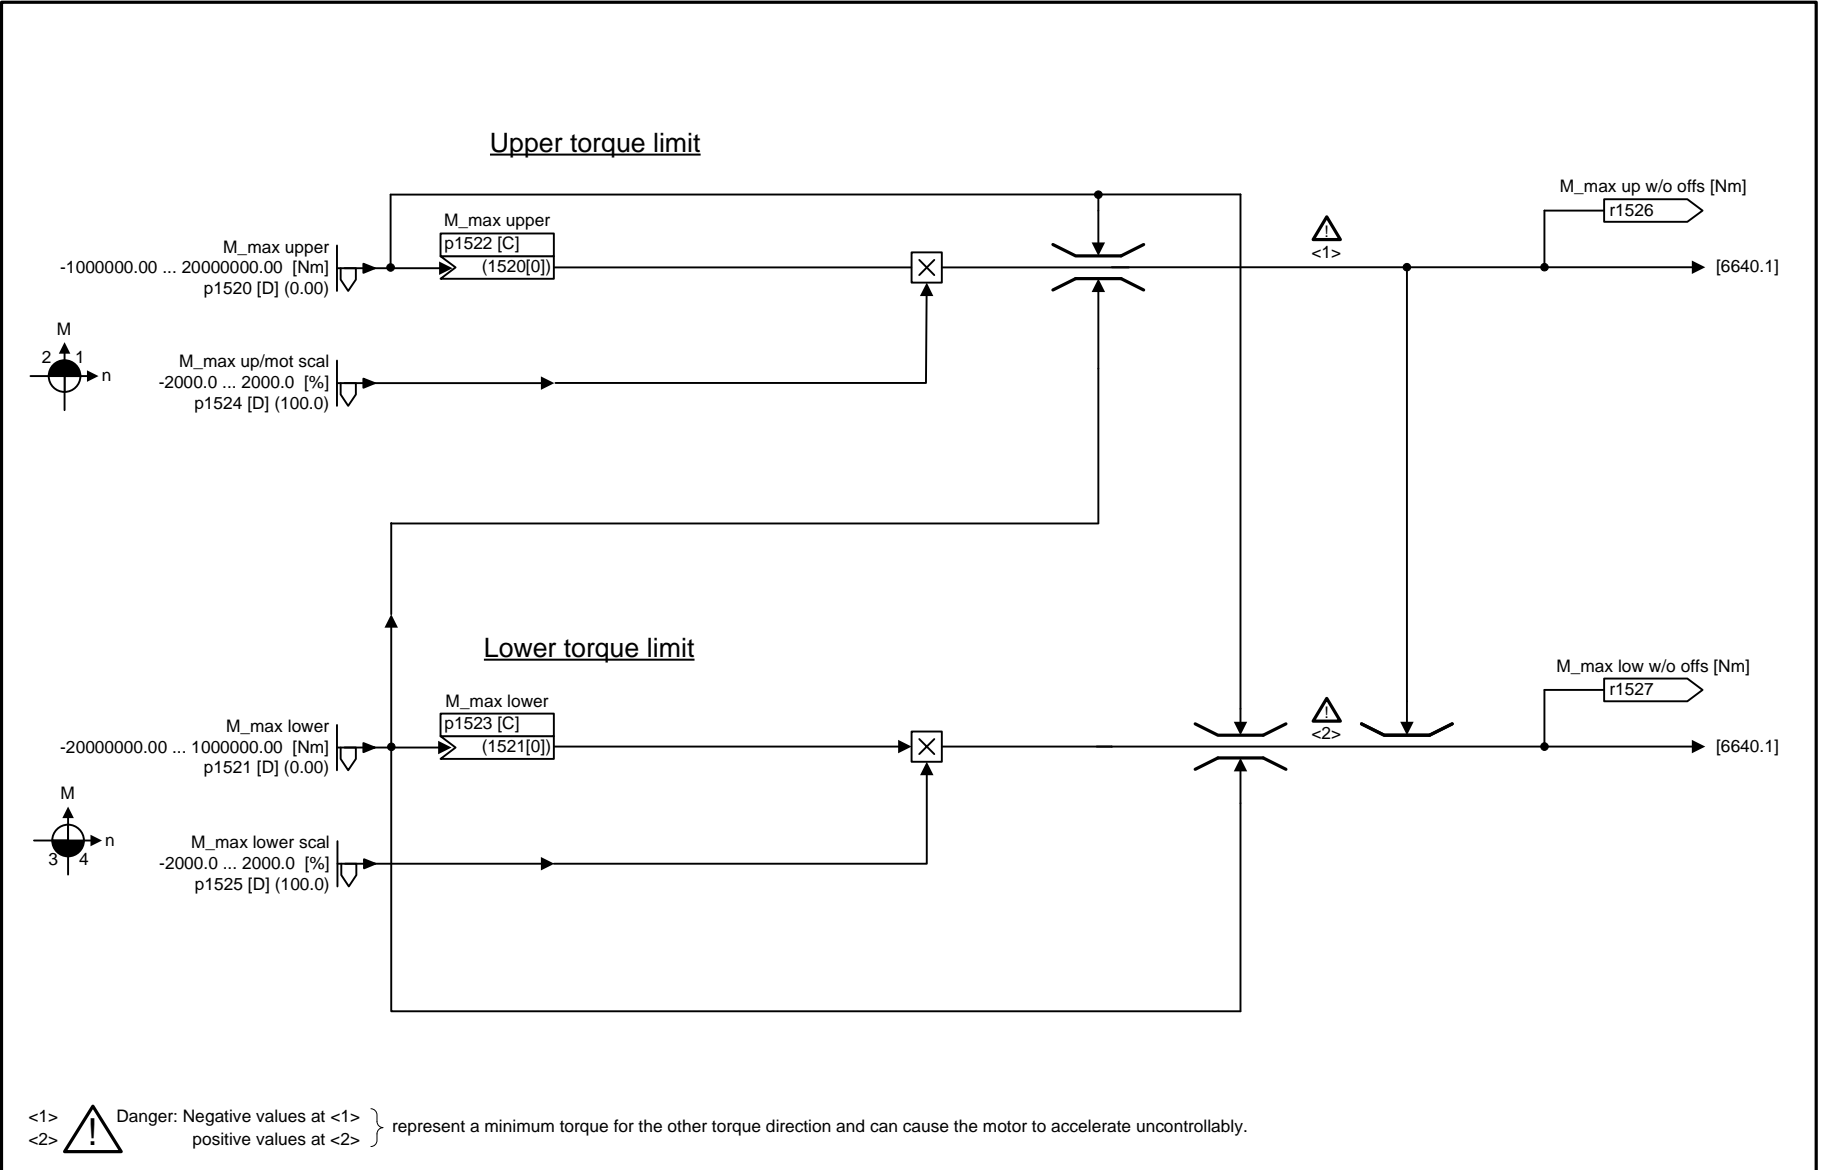 Upper torque limit
M_max up w/o offs [Nm]
r1526
M_max upper
p1522 [C]
(1520[0])
M_max upper
-1000000.00 ... 20000000.00 [Nm]
p1520 [D] (0.00)
<1>
[6640.1]
M
2 1
n
M_max up/mot scal
-2000.0 ... 2000.0 [%]
p1524 [D] (100.0)
Lower torque limit
M_max low w/o offs [Nm]
r1527
M_max lower
p1523 [C]
(1521[0])
M_max lower
-20000000.00 ... 1000000.00 [Nm]
p1521 [D] (0.00)
<2>
[6640.1]
M
n
3 4
M_max lower scal
-2000.0 ... 2000.0 [%]
p1525 [D] (100.0)
<1> Danger: Negative values at <1>
<2> positive values at <2>
represent a minimum torque for the other torque direction and can cause the motor to accelerate uncontrollably.